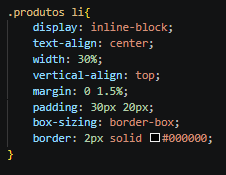 .produtos li{
    display: inline-block;
    text-align: center;
    width: 30%;
    vertical-align: top;
    margin: 0 1.5%;
    padding: 30px 20px;
    box-sizing: border-box;
    border: 2px solid #000000;
}